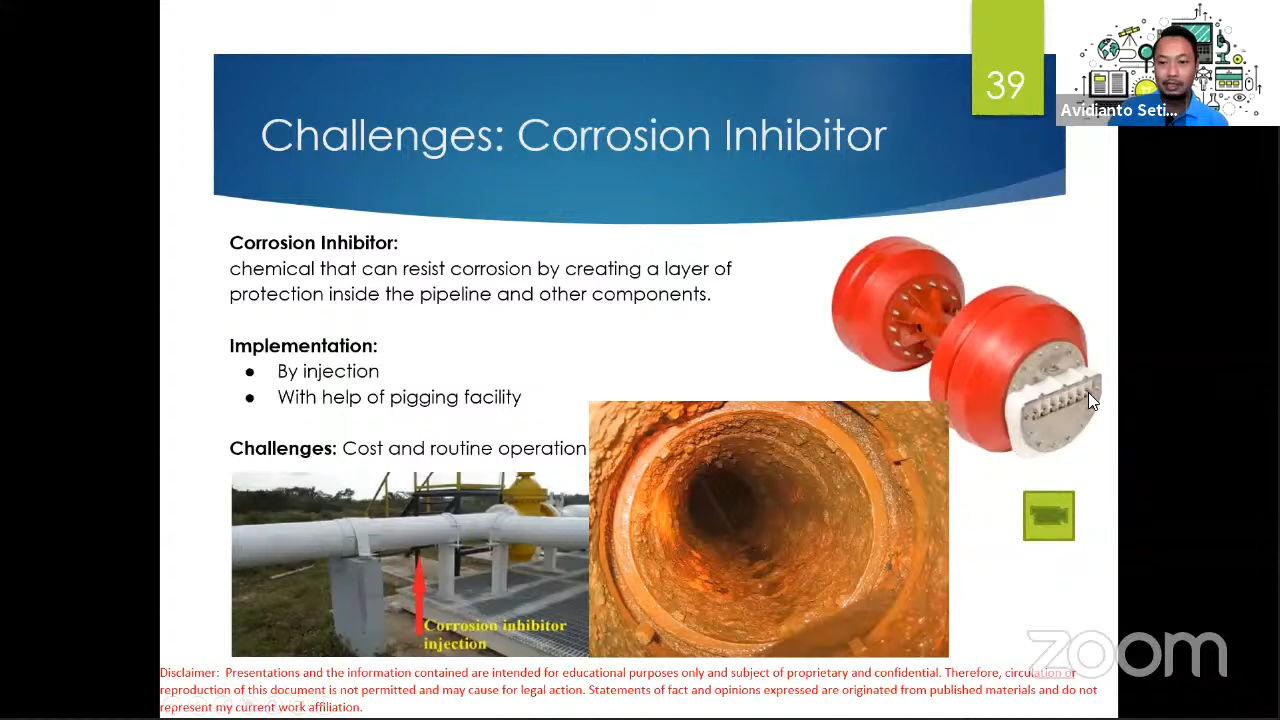 39
Avidianto Seti...
Challenges: Corrosion Inhibitor
Corrosion Inhibitor:
chemical that can resist corrosion by creating a layer of
protection inside the pipeline and other components.
Implementation:
● By injection
● With help of pigging facility
Challenges: Cost and routine operation
Corrosion inhibitor
injection
zoom
Disclaimer: Presentations and the information contained are intended for educational purposes only and subject of proprietary and confidential. Therefore, circulation or
reproduction of this document is not permitted and may cause for legal action. Statements of fact and opinions expressed are originated from published materials and do not
represent my current work affiliation.